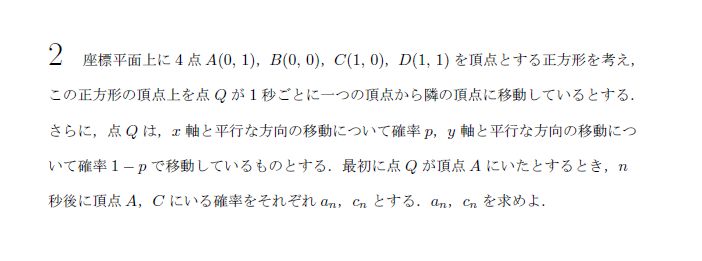 2 座標平面上に 4 点 A(0, 1), B(0, 0), C(1, 0), D(1, 1) を頂点とする正方形を考え,
この正方形の頂点上を点 Q が 1 秒ごとに一つの頂点から隣の頂点に移動しているとする.
さらに, 点 Q は, x 軸と平行な方向の移動について確率 p, y 軸と平行な方向の移動につ
いて確率 1 − p で移動しているものとする. 最初に点 Q が頂点 A にいたとするとき, n
秒後に頂点 A, C にいる確率をそれぞれ aₙ, cₙ とする. aₙ, cₙ を求めよ.